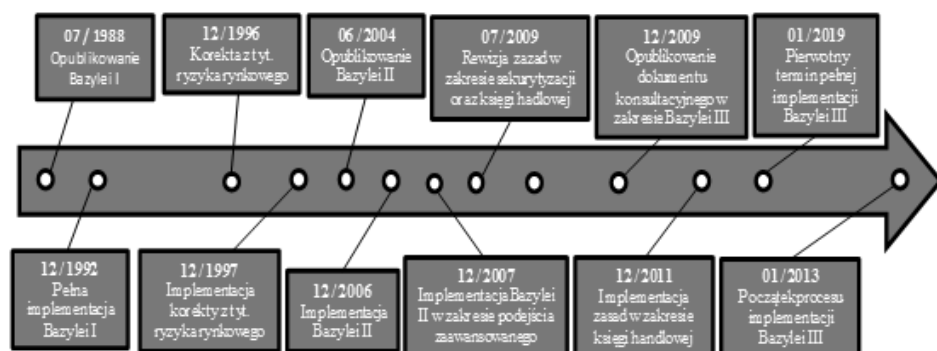 07/1988
Opublikowanie
Bazylei I
12/1996
Korekta z tyt.
ryzyka rynkowego
06/2004
Opublikowanie
Bazylei II
07/2009
Rewizja zazad w
zakresie sekurytyzacji
oraz księgi hadlowej
12/2009
Opublikowanie
dokumentu
konsultacyjnego w
zakresie Bazylei III
01/2019
Pierwotny
termin pełnej
implementacji
Bazylei III
12/1992
Pełna
implementacja
Bazylei I
12/1997
Implementacja
korekty z tyt.
ryzyka rynkowego
12/2006
Implementacja
Bazylei II
12/2007
Implementacja Bazylei
II w zakresie podejścia
zaawansowanego
12/2011
Implementacja
zasad w zakresie
księgi handlowej
01/2013
Początek procesu
implementacji
Bazylei III